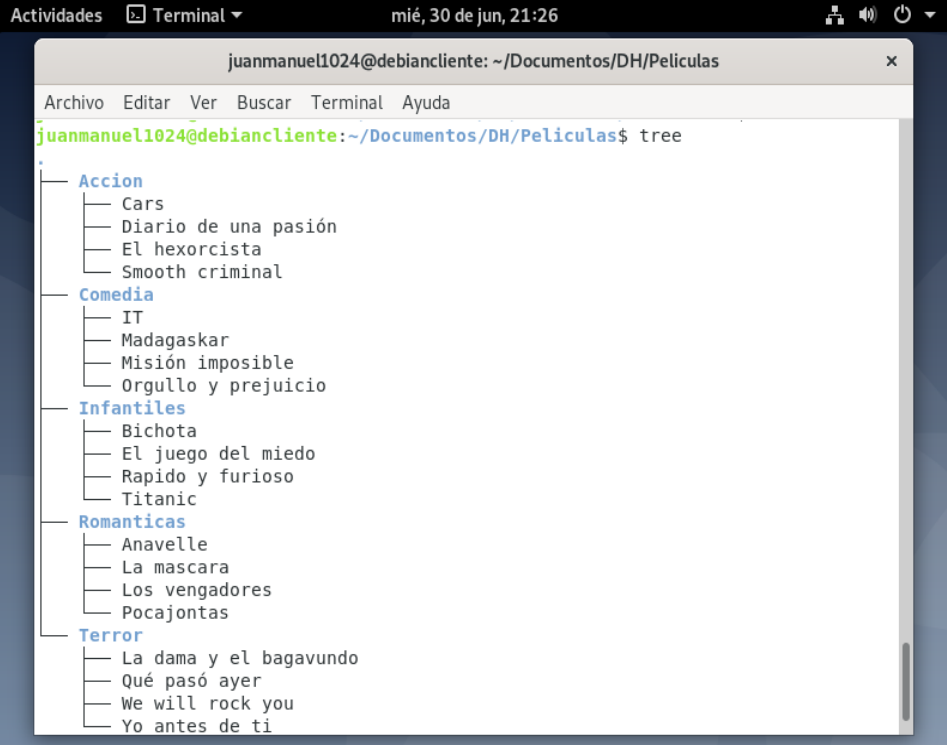 Actividades Terminal mié, 30 de jun, 21:26
juanmanuel1024@debiancliente: ~/Documentos/DH/Peliculas ×
Archivo Editar Ver Buscar Terminal Ayuda
juanmanuel1024@debiancliente:~/Documentos/DH/Peliculas$ tree
.
├── Accion
│   ├── Cars
│   ├── Diario de una pasión
│   ├── El hexorcista
│   └── Smooth criminal
├── Comedia
│   ├── IT
│   ├── Madagaskar
│   ├── Misión imposible
│   └── Orgullo y prejuicio
├── Infantiles
│   ├── Bichota
│   ├── El juego del miedo
│   ├── Rapido y furioso
│   └── Titanic
├── Romanticas
│   ├── Anavelle
│   ├── La mascara
│   ├── Los vengadores
│   └── Pocajontas
└── Terror
    ├── La dama y el bagavundo
    ├── Qué pasó ayer
    ├── We will rock you
    └── Yo antes de ti